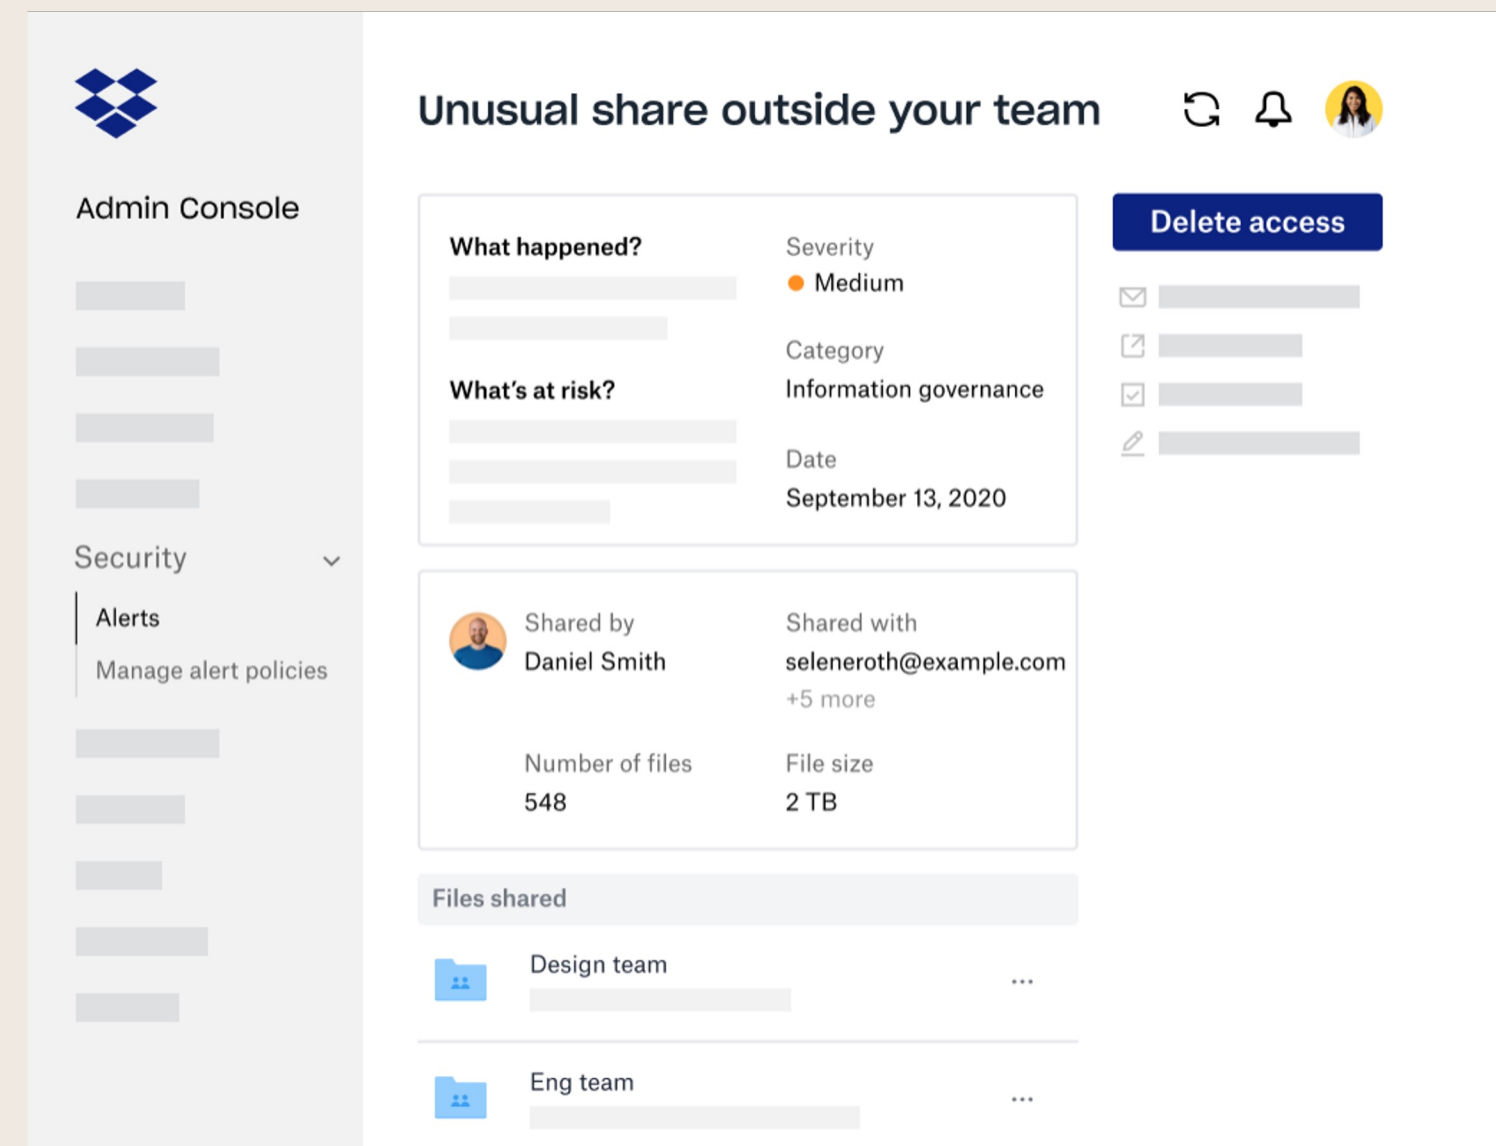 Unusual share outside your team
Admin Console
Security
Alerts
Manage alert policies
What happened?
What's at risk?
Severity
Medium
Category
Information governance
Date
September 13, 2020
Delete access
Shared by
Daniel Smith
Shared with
seleneroth@example.com
+5 more
Number of files
548
File size
2 TB
Files shared
Design team
Eng team